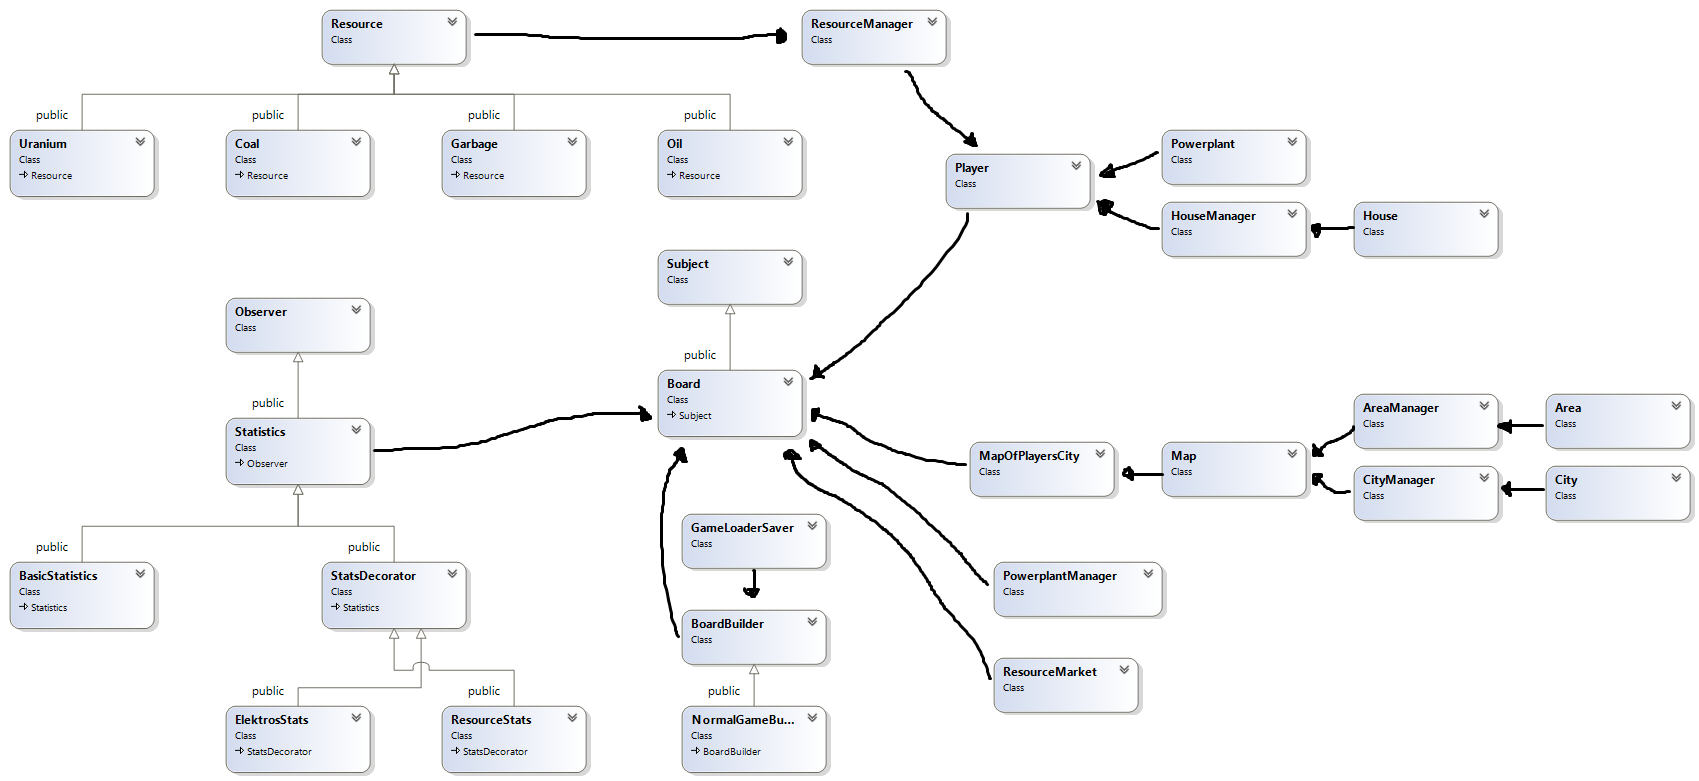 Resource
Class
ResourceManager
Class
public
public
public
public
Uranium
Class
Resource
Coal
Class
Resource
Garbage
Class
Resource
Oil
Class
Resource
Player
Class
Powerplant
Class
HouseManager
Class
House
Class
Subject
Class
Observer
Class
public
public
Board
Class
Subject
Statistics
Class
Observer
AreaManager
Class
Area
Class
MapOfPlayersCity
Class
Map
Class
CityManager
Class
City
Class
GameLoaderSaver
Class
public
public
BasicStatistics
Class
Statistics
StatsDecorator
Class
Statistics
PowerplantManager
Class
BoardBuilder
Class
ResourceMarket
Class
public
public
public
ElektrosStats
Class
StatsDecorator
ResourceStats
Class
StatsDecorator
NormalGameBu...
Class
BoardBuilder